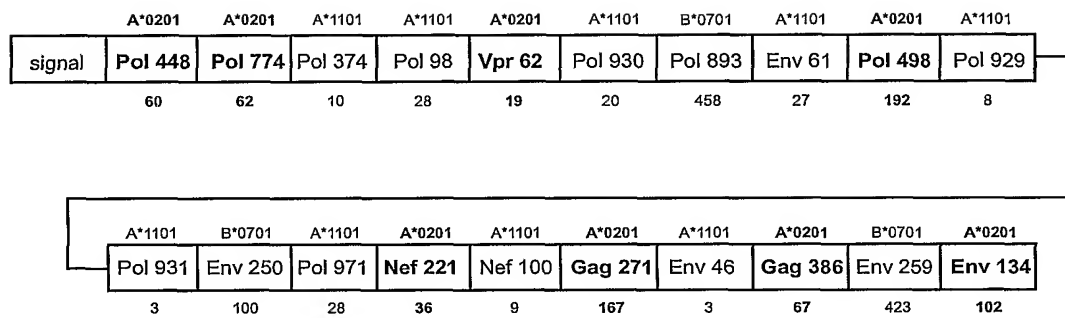 A*0201 A*0201 A*1101 A*1101 A*0201 A*1101 B*0701 A*1101 A*0201 A*1101
signal Pol 448 Pol 774 Pol 374 Pol 98 Vpr 62 Pol 930 Pol 893 Env 61 Pol 498 Pol 929
60 62 10 28 19 20 458 27 192 8
A*1101 B*0701 A*1101 A*0201 A*1101 A*0201 A*1101 A*0201 B*0701 A*0201
Pol 931 Env 250 Pol 971 Nef 221 Nef 100 Gag 271 Env 46 Gag 386 Env 259 Env 134
3 100 28 36 9 167 3 67 423 102